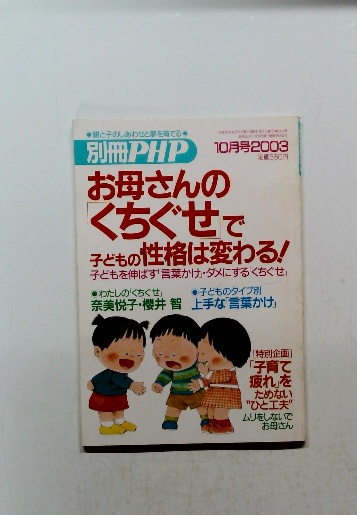 ●親と子のしあわせと夢を育てる●
別冊PHP
10月号2003
定価350円
お母さんの
「くちぐせ」で
子どもの性格は変わる!
子どもを伸ばす「言葉かけ」・ダメにする「くちぐせ」
●わたしの「くちぐせ」
奈美悦子・櫻井 智
●子どものタイプ別
上手な「言葉かけ」
[特別企画]
「子育て
疲れ」を
ためない
"ひと工夫"
ムリをしないで
お母さん